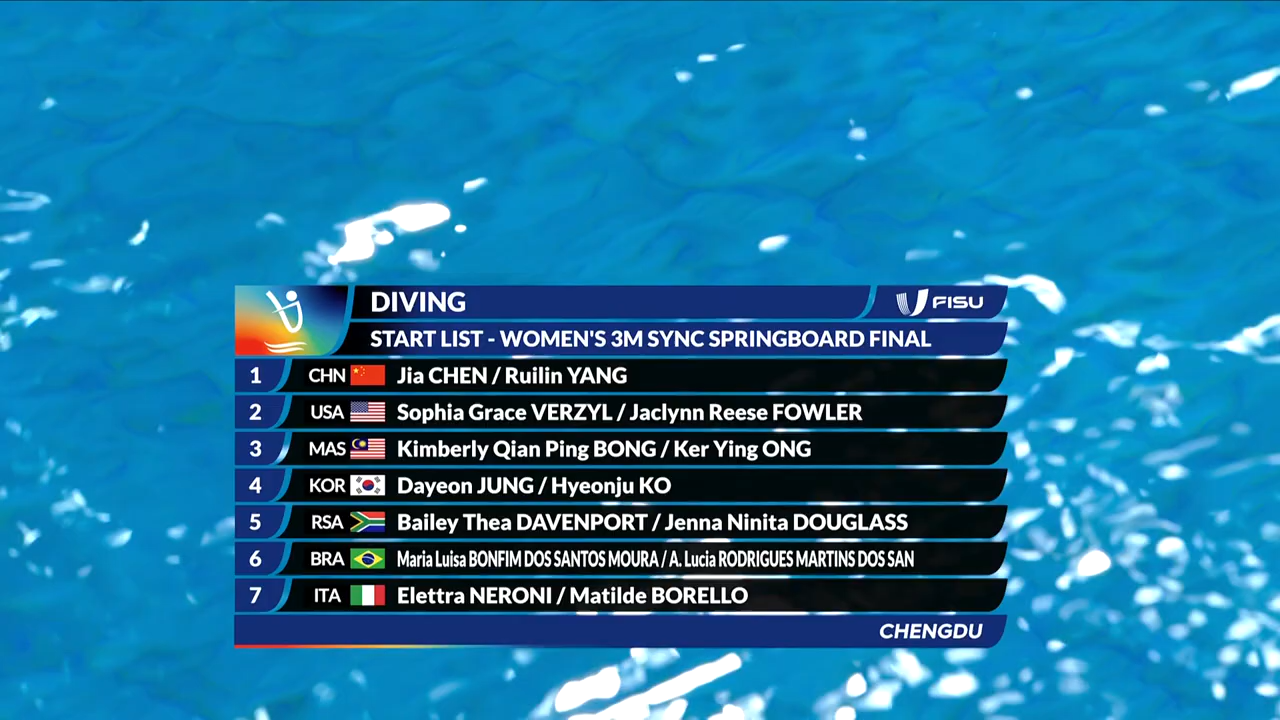 DIVING
FISU
START LIST - WOMEN'S 3M SYNC SPRINGBOARD FINAL
1 CHN Jia CHEN / Ruilin YANG
2 USA Sophia Grace VERZYL / Jaclynn Reese FOWLER
3 MAS Kimberly Qian Ping BONG / Ker Ying ONG
4 KOR Dayeon JUNG / Hyeonju KO
5 RSA Bailey Thea DAVENPORT / Jenna Ninita DOUGLASS
6 BRA Maria Luisa BONFIM DOS SANTOS MOURA / A. Lucia RODRIGUES MARTINS DOS SAN
7 ITA Elettra NERONI / Matilde BORELLO
CHENGDU